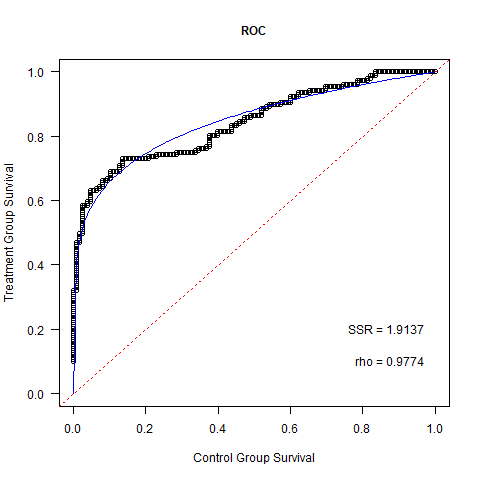 ROC
Treatment Group Survival
1.0
0.8
0.6
0.4
0.2
0.0
SSR = 1.9137
rho = 0.9774
0.0 0.2 0.4 0.6 0.8 1.0
Control Group Survival